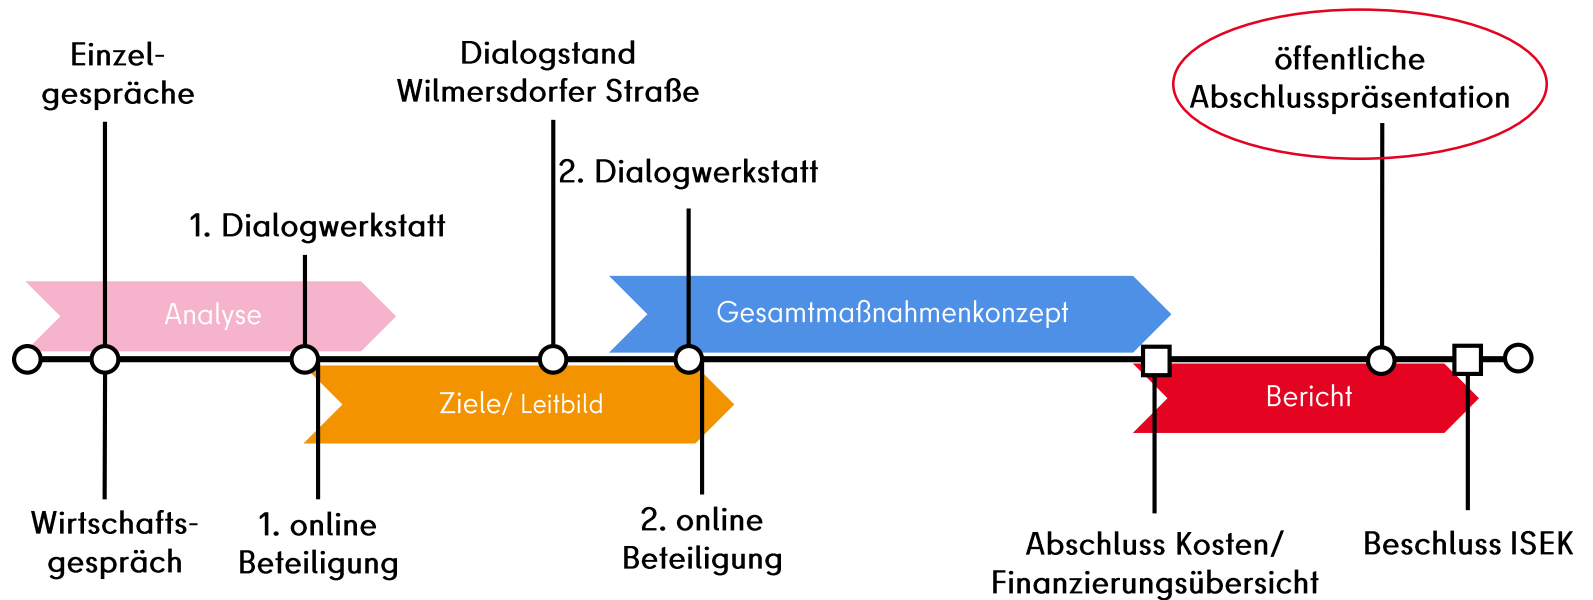 Einzel-
gespräche
Dialogstand
Wilmersdorfer Straße
öffentliche
Abschlusspräsentation
2. Dialogwerkstatt
1. Dialogwerkstatt
Analyse
Gesamtmaßnahmenkonzept
Ziele/ Leitbild
Bericht
Wirtschafts-
gespräch
1. online
Beteiligung
2. online
Beteiligung
Abschluss Kosten/
Finanzierungsübersicht
Beschluss ISEK